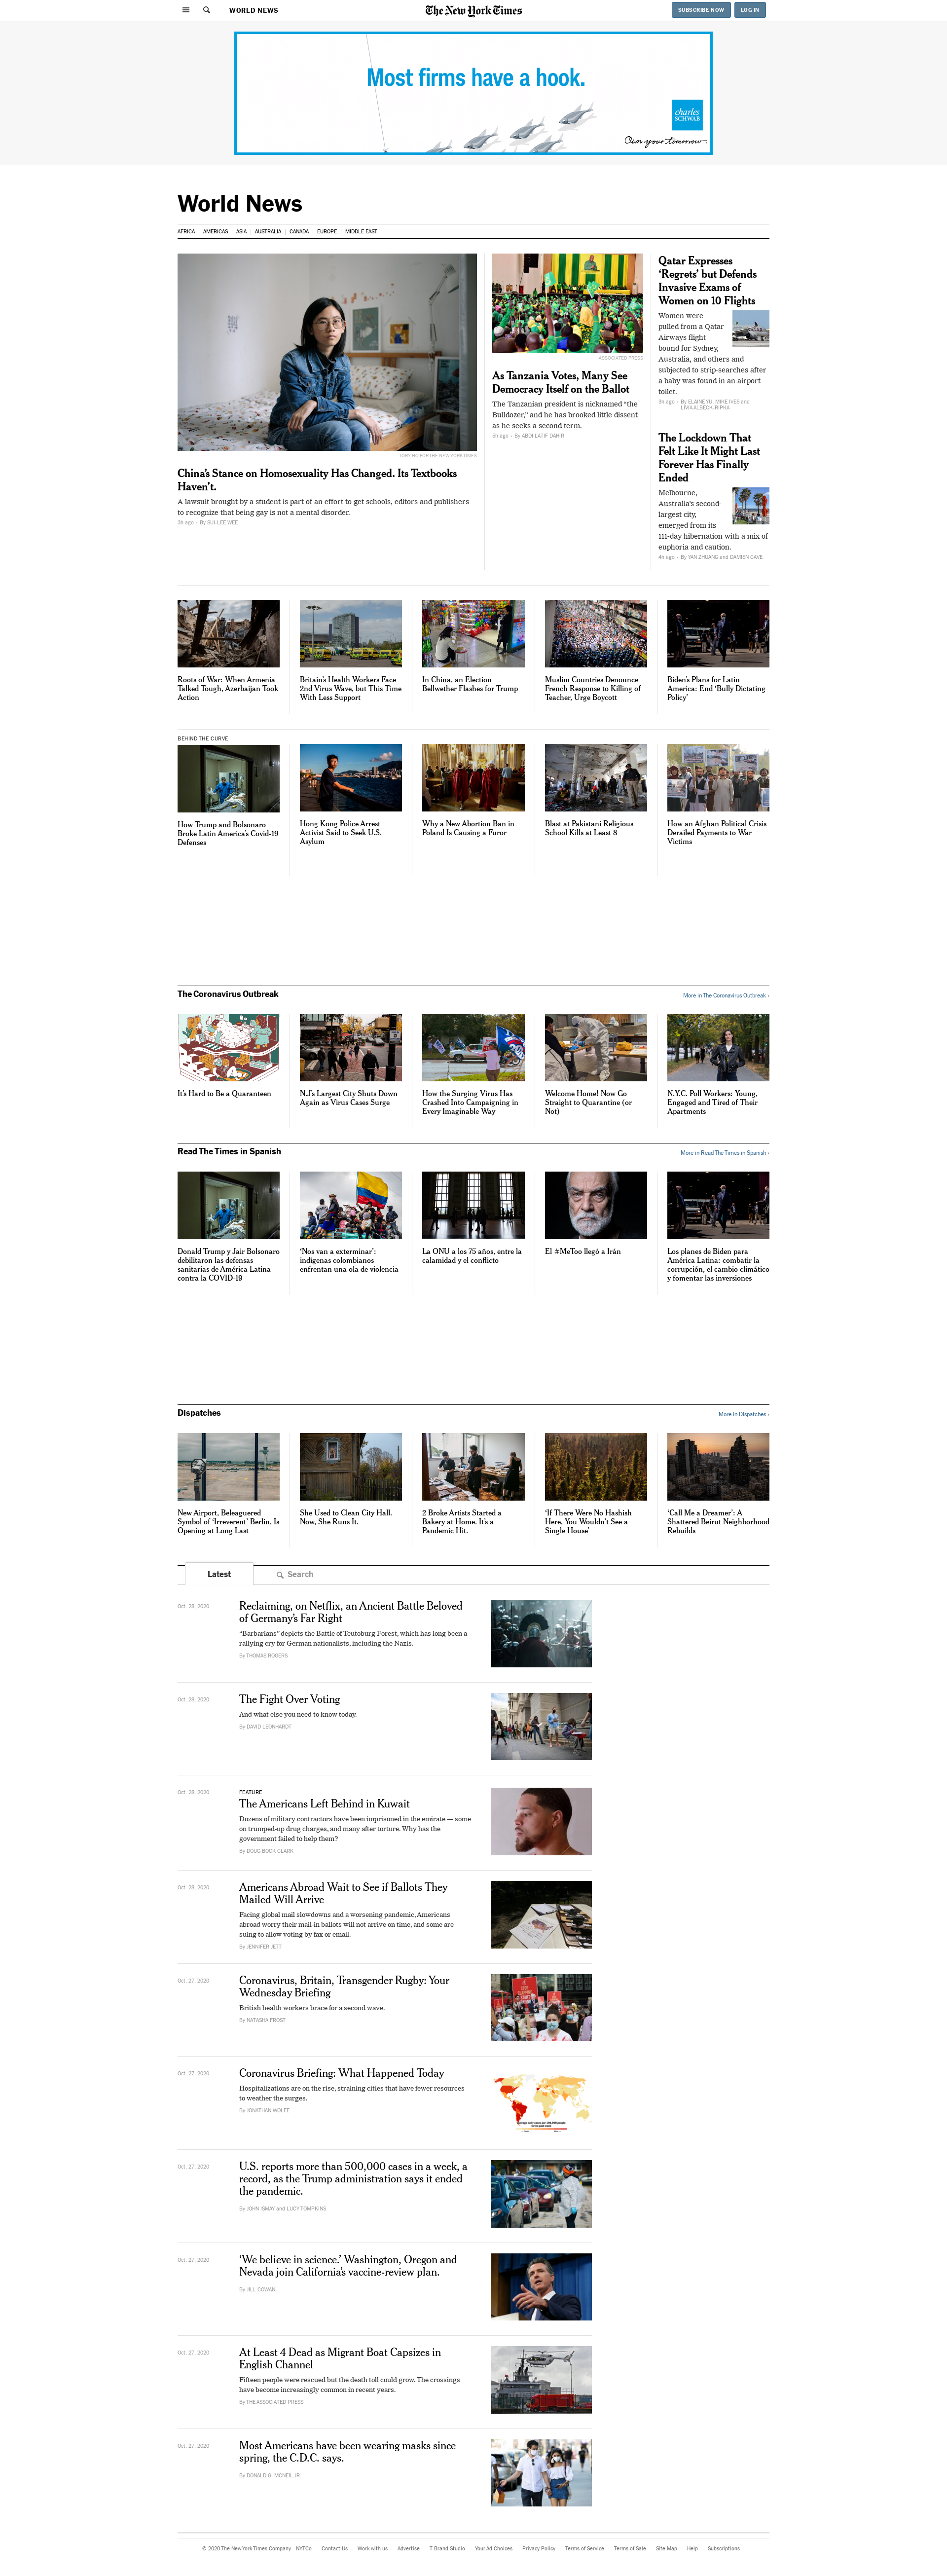 WORLD NEWS
The New York Times
SUBSCRIBE NOW
LOG IN
Most firms have a hook.
charles
SCHWAB
Own your tomorrow
World News
AFRICA
AMERICAS
ASIA
AUSTRALIA
CANADA
EUROPE
MIDDLE EAST
TORY HO FOR THE NEW YORK TIMES
China's Stance on Homosexuality Has Changed. Its Textbooks
Haven't.
A lawsuit brought by a student is part of an effort to get schools, editors and publishers
to recognize that being gay is not a mental disorder.
3h ago - By SUI-LEE WEE
ASSOCIATED PRESS
As Tanzania Votes, Many See
Democracy Itself on the Ballot
The Tanzanian president is nicknamed "the
Bulldozer," and he has brooked little dissent
as he seeks a second term.
5h ago - By ABDI LATIF DAHIR
Qatar Expresses
'Regrets' but Defends
Invasive Exams of
Women on 10 Flights
Women were
pulled from a Qatar
Airways flight
bound for Sydney,
Australia, and others and
subjected to strip-searches after
a baby was found in an airport
toilet.
3h ago - By ELAINE YU, MIKE IVES and
LIVIA ALBECK-RIPKA
The Lockdown That
Felt Like It Might Last
Forever Has Finally
Ended
Melbourne,
Australia's second-
largest city,
emerged from its
111-day hibernation with a mix of
euphoria and caution.
4h ago - By YAN ZHUANG and DAMIEN CAVE
Roots of War: When Armenia
Talked Tough, Azerbaijan Took
Action
Britain's Health Workers Face
2nd Virus Wave, but This Time
With Less Support
In China, an Election
Bellwether Flashes for Trump
Muslim Countries Denounce
French Response to Killing of
Teacher, Urge Boycott
Biden's Plans for Latin
America: End 'Bully Dictating
Policy'
BEHIND THE CURVE
How Trump and Bolsonaro
Broke Latin America's Covid-19
Defenses
Hong Kong Police Arrest
Activist Said to Seek U.S.
Asylum
Why a New Abortion Ban in
Poland Is Causing a Furor
Blast at Pakistani Religious
School Kills at Least 8
How an Afghan Political Crisis
Derailed Payments to War
Victims
The Coronavirus Outbreak
More in The Coronavirus Outbreak ›
It's Hard to Be a Quaranteen
N.J's Largest City Shuts Down
Again as Virus Cases Surge
How the Surging Virus Has
Crashed Into Campaigning in
Every Imaginable Way
Welcome Home! Now Go
Straight to Quarantine (or
Not)
N.Y.C. Poll Workers: Young,
Engaged and Tired of Their
Apartments
Read The Times in Spanish
More in Read The Times in Spanish ›
Donald Trump y Jair Bolsonaro
debilitaron las defensas
sanitarias de América Latina
contra la COVID-19
'Nos van a exterminar':
indígenas colombianos
enfrentan una ola de violencia
La ONU a los 75 años, entre la
calamidad y el conflicto
El #MeToo llegó a Irán
Los planes de Biden para
América Latina: combatir la
corrupción, el cambio climático
y fomentar las inversiones
Dispatches
More in Dispatches ›
New Airport, Beleaguered
Symbol of 'Irreverent' Berlin, Is
Opening at Long Last
She Used to Clean City Hall.
Now, She Runs It.
2 Broke Artists Started a
Bakery at Home. It's a
Pandemic Hit.
'If There Were No Hashish
Here, You Wouldn't See a
Single House'
'Call Me a Dreamer': A
Shattered Beirut Neighborhood
Rebuilds
Latest
Search
Oct. 28, 2020
Reclaiming, on Netflix, an Ancient Battle Beloved
of Germany's Far Right
"Barbarians" depicts the Battle of Teutoburg Forest, which has long been a
rallying cry for German nationalists, including the Nazis.
By THOMAS ROGERS
Oct. 28, 2020
The Fight Over Voting
And what else you need to know today.
By DAVID LEONHARDT
Oct. 28, 2020
FEATURE
The Americans Left Behind in Kuwait
Dozens of military contractors have been imprisoned in the emirate — some
on trumped-up drug charges, and many after torture. Why has the
government failed to help them?
By DOUG BOCK CLARK
Oct. 28, 2020
Americans Abroad Wait to See if Ballots They
Mailed Will Arrive
Facing global mail slowdowns and a worsening pandemic, Americans
abroad worry their mail-in ballots will not arrive on time, and some are
suing to allow voting by fax or email.
By JENNIFER JETT
Oct. 27, 2020
Coronavirus, Britain, Transgender Rugby: Your
Wednesday Briefing
British health workers brace for a second wave.
By NATASHA FROST
Oct. 27, 2020
Coronavirus Briefing: What Happened Today
Hospitalizations are on the rise, straining cities that have fewer resources
to weather the surges.
By JONATHAN WOLFE
Oct. 27, 2020
U.S. reports more than 500,000 cases in a week, a
record, as the Trump administration says it ended
the pandemic.
By JOHN ISMAY and LUCY TOMPKINS
Oct. 27, 2020
'We believe in science.' Washington, Oregon and
Nevada join California's vaccine-review plan.
By JILL COWAN
Oct. 27, 2020
At Least 4 Dead as Migrant Boat Capsizes in
English Channel
Fifteen people were rescued but the death toll could grow. The crossings
have become increasingly common in recent years.
By THE ASSOCIATED PRESS
Oct. 27, 2020
Most Americans have been wearing masks since
spring, the C.D.C. says.
By DONALD G. MCNEIL JR.
© 2020 The New York Times Company
NYTCo
Contact Us
Work with us
Advertise
T Brand Studio
Your Ad Choices
Privacy Policy
Terms of Service
Terms of Sale
Site Map
Help
Subscriptions